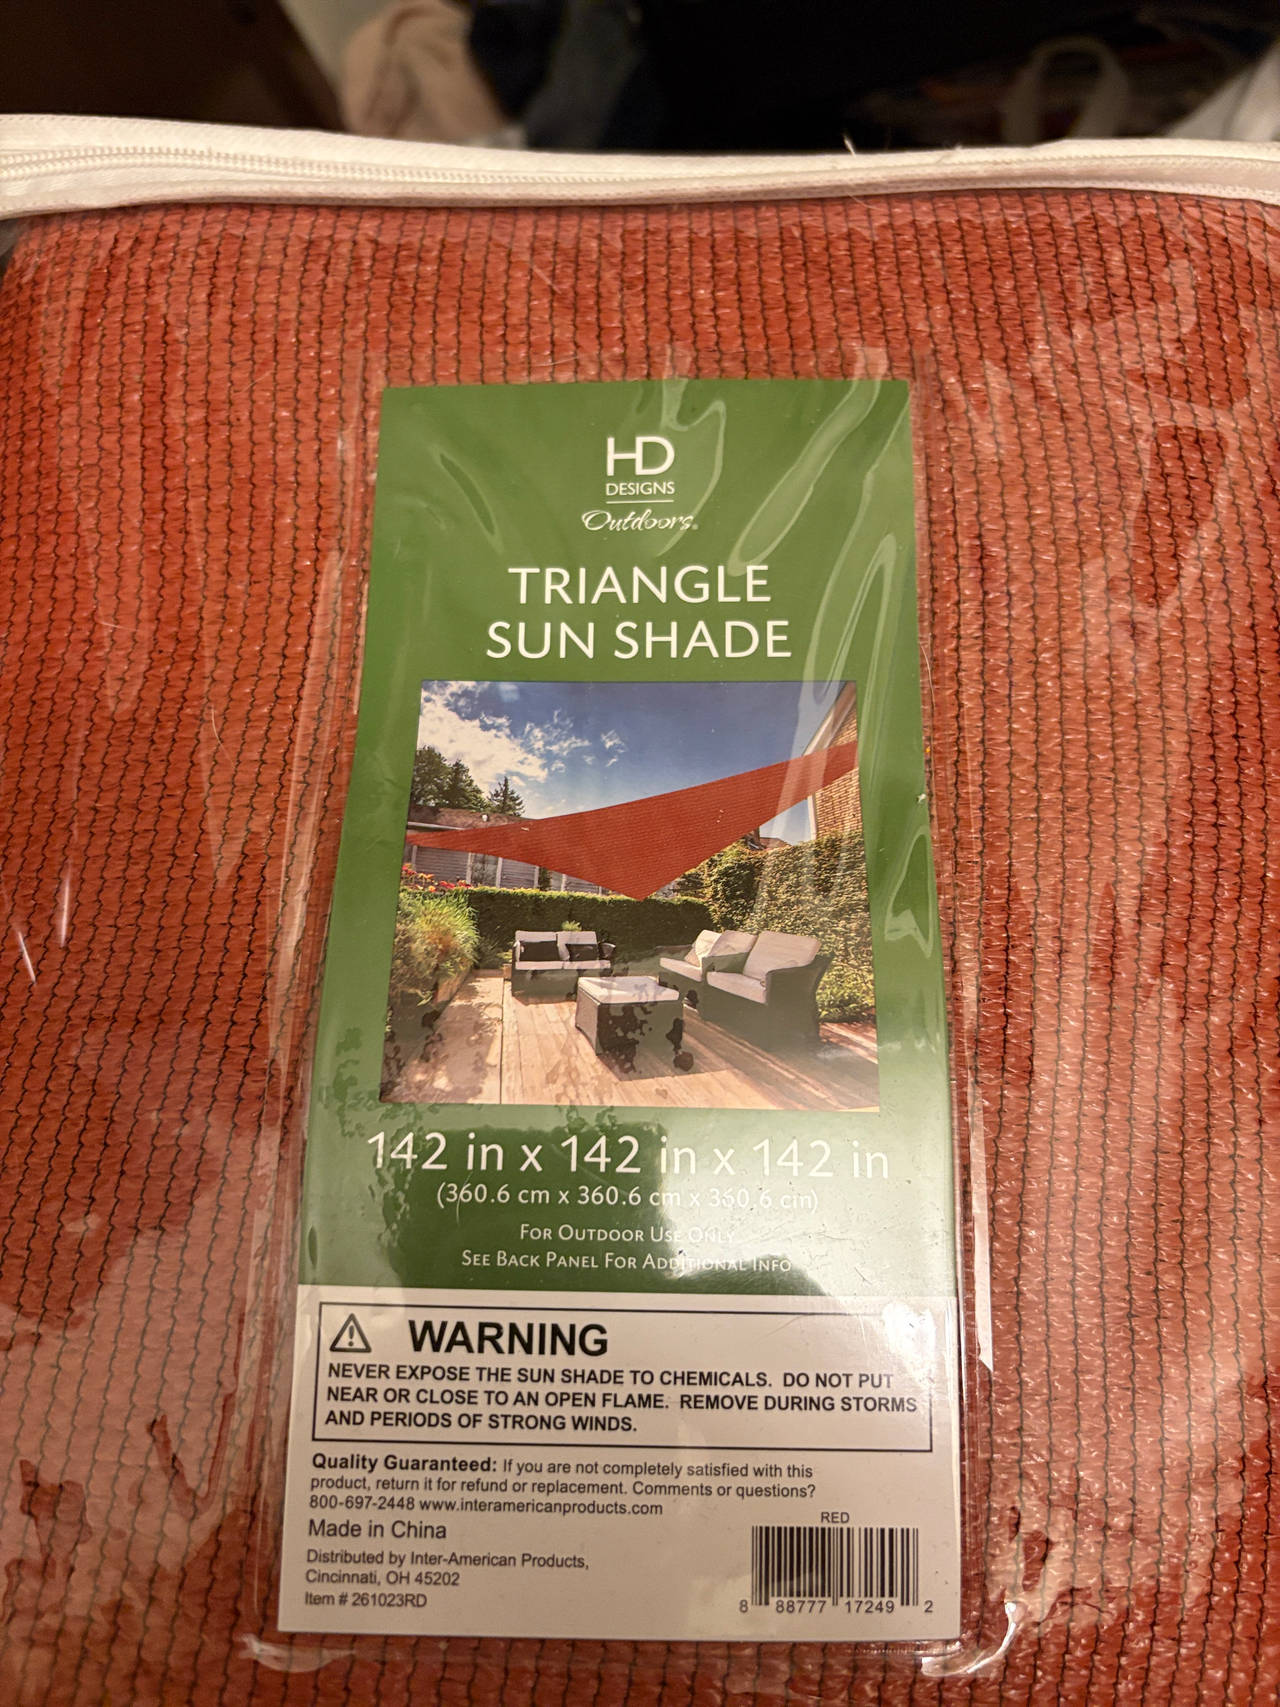 HD
DESIGNS
Outdoors®
TRIANGLE
SUN SHADE
142 in x 142 in x 142 in
(360.6 cm x 360.6 cm x 360.6 cm)
FOR OUTDOOR USE ONLY
SEE BACK PANEL FOR ADDITIONAL INFO
WARNING
NEVER EXPOSE THE SUN SHADE TO CHEMICALS. DO NOT PUT
NEAR OR CLOSE TO AN OPEN FLAME. REMOVE DURING STORMS
AND PERIODS OF STRONG WINDS.
Quality Guaranteed: If you are not completely satisfied with this
product, return it for refund or replacement. Comments or questions?
800-697-2448 www.interamericanproducts.com
Made in China
Distributed by Inter-American Products,
Cincinnati, OH 45202
Item # 261023RD
RED
8 88777 17249 2